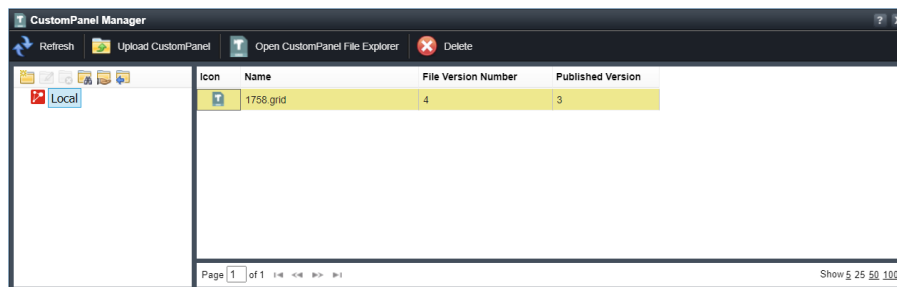 CustomPanel Manager ?
Refresh Upload CustomPanel Open CustomPanel File Explorer Delete
Local
Icon Name File Version Number Published Version
1758.grid 4 3
Page 1 of 1 Show 5 25 50 100